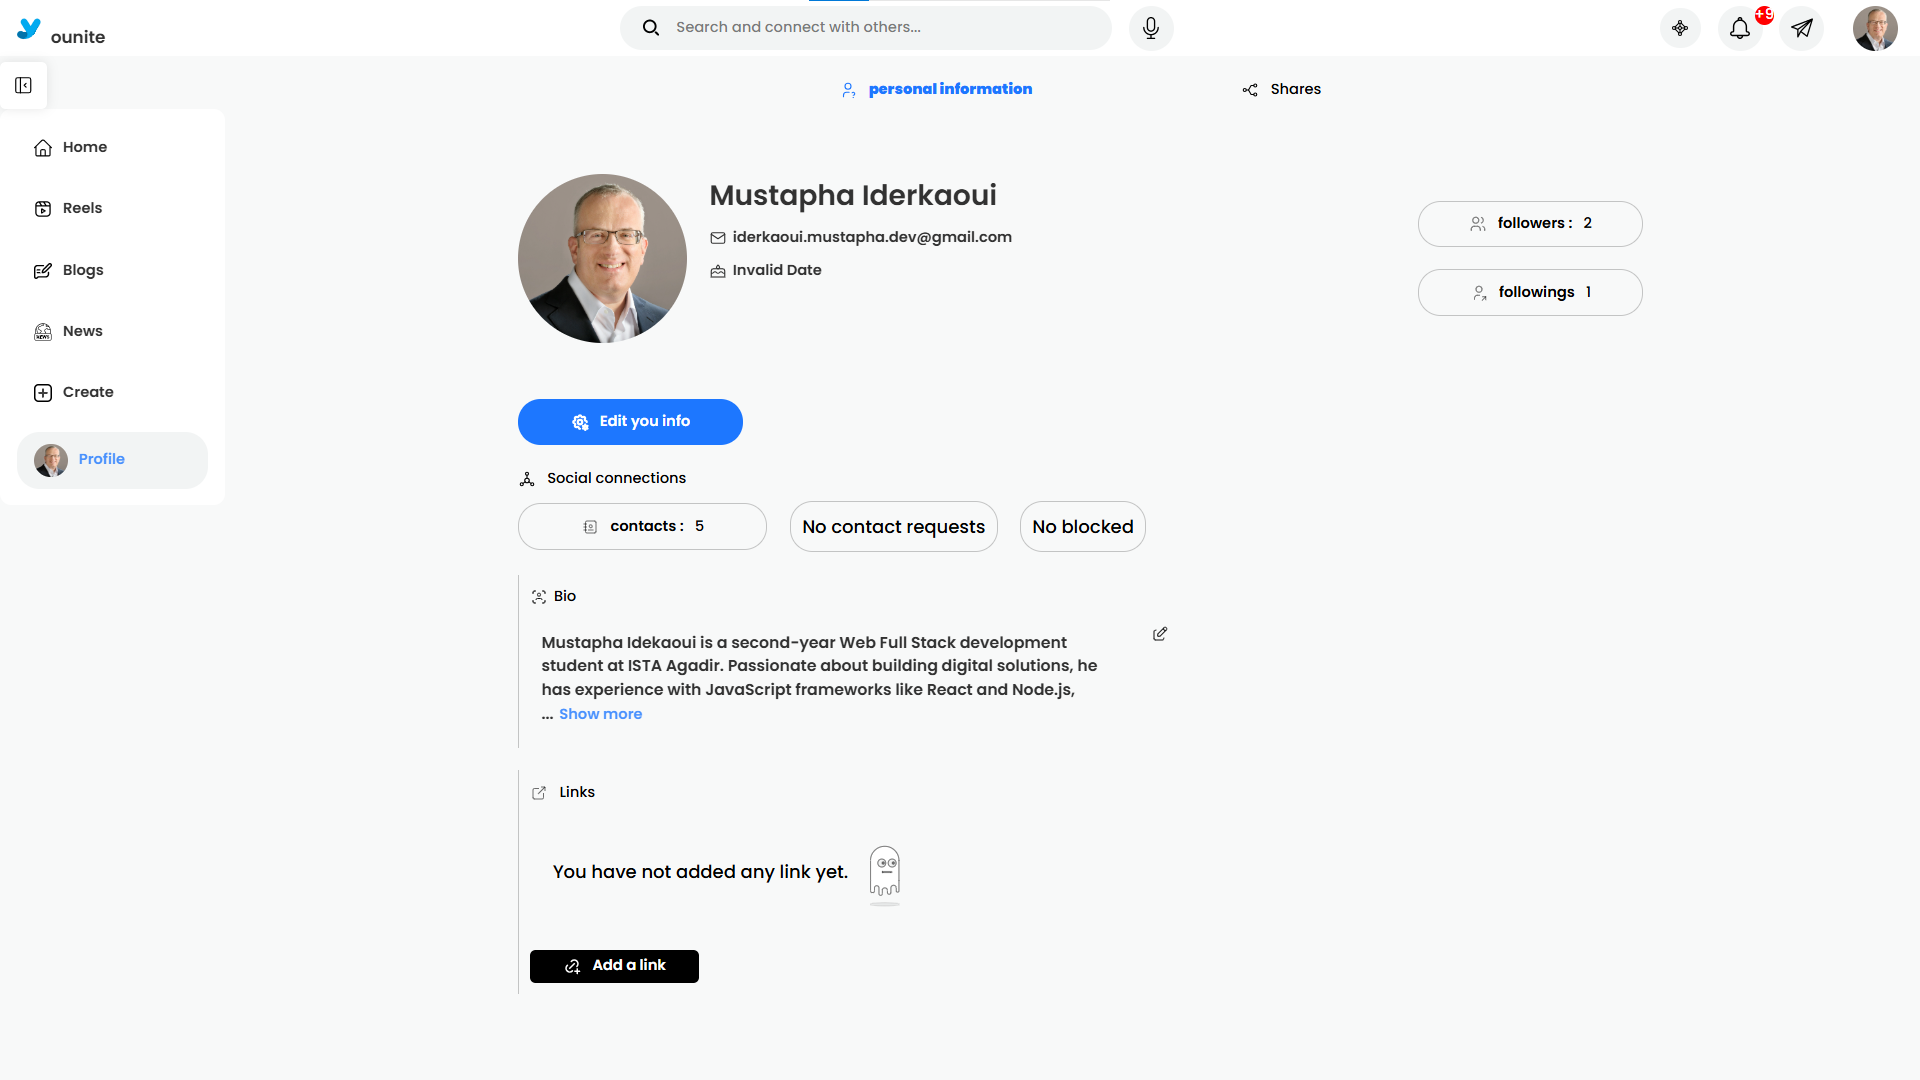 ounite
Search and connect with others...
+9
personal information
Shares
Home
Reels
Blogs
News
Create
Profile
Mustapha Iderkaoui
iderkaoui.mustapha.dev@gmail.com
Invalid Date
followers : 2
followings 1
Edit you info
Social connections
contacts : 5
No contact requests
No blocked
Bio
Mustapha Idekaoui is a second-year Web Full Stack development
student at ISTA Agadir. Passionate about building digital solutions, he
has experience with JavaScript frameworks like React and Node.js,
... Show more
Links
You have not added any link yet.
Add a link